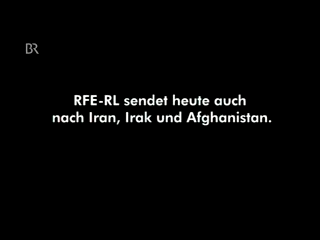 BR
RFE-RL sendet heute auch
nach Iran, Irak und Afghanistan.